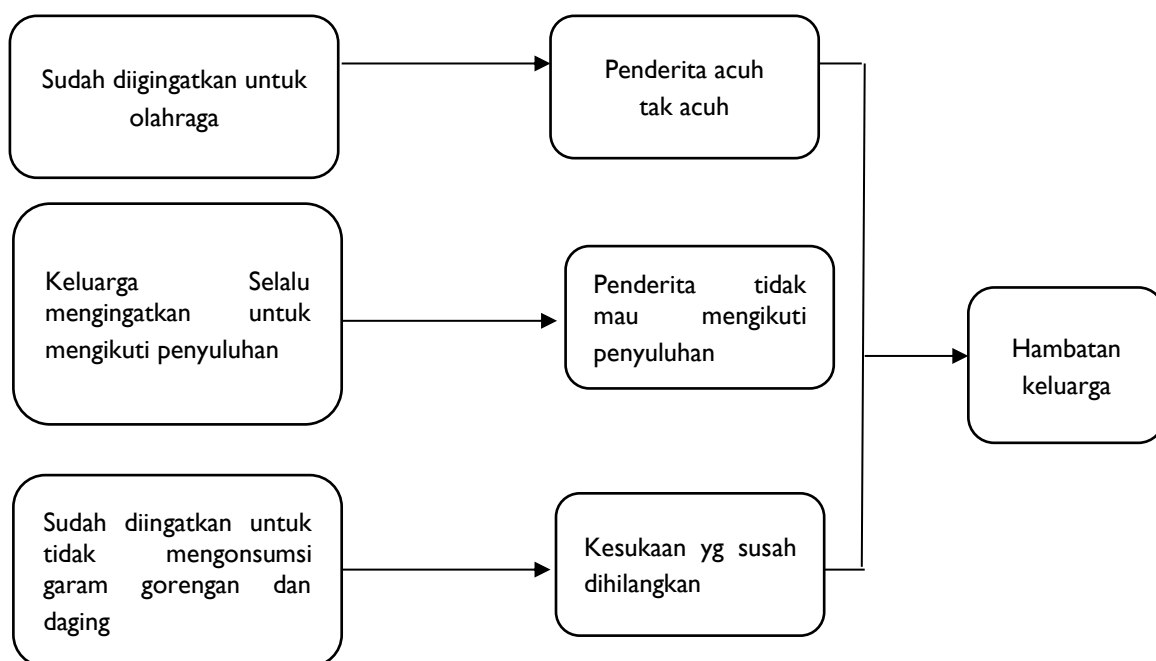 Sudah diigingatkan untuk
olahraga
Penderita acuh
tak acuh
Keluarga Selalu
mengingatkan untuk
mengikuti penyuluhan
Penderita tidak
mau mengikuti
penyuluhan
Hambatan
keluarga
Sudah diingatkan untuk
tidak mengonsumsi
garam gorengan dan
daging
Kesukaan yg susah
dihilangkan